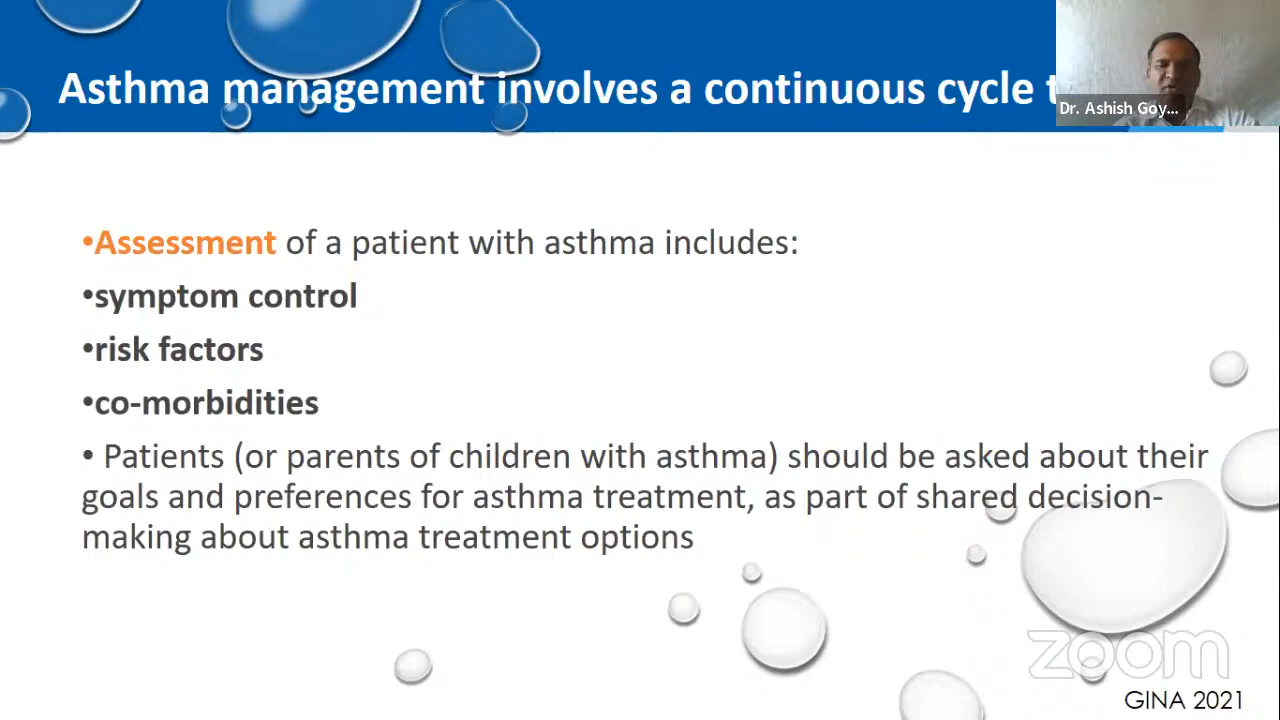 Asthma management involves a continuous cycle
Dr. Ashish Goy...
•Assessment of a patient with asthma includes:
•symptom control
•risk factors
•co-morbidities
• Patients (or parents of children with asthma) should be asked about their
goals and preferences for asthma treatment, as part of shared decision-
making about asthma treatment options
zoom
GINA 2021